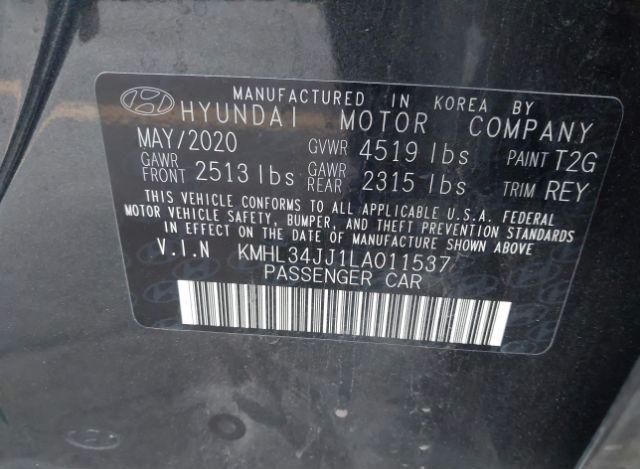 MANUFACTURED IN KOREA BY
HYUNDAI MOTOR COMPANY
MAY/2020 GVWR 4519 lbs PAINT T2G
GAWR FRONT 2513 lbs GAWR REAR 2315 lbs TRIM REY
THIS VEHICLE CONFORMS TO ALL APPLICABLE U.S.A. FEDERAL
MOTOR VEHICLE SAFETY, BUMPER, AND THEFT PREVENTION STANDARDS
IN EFFECT ON THE DATE OF MANUFACTURE SHOWN ABOVE.
V.I.N KMHL34JJ1LA011537
PASSENGER CAR